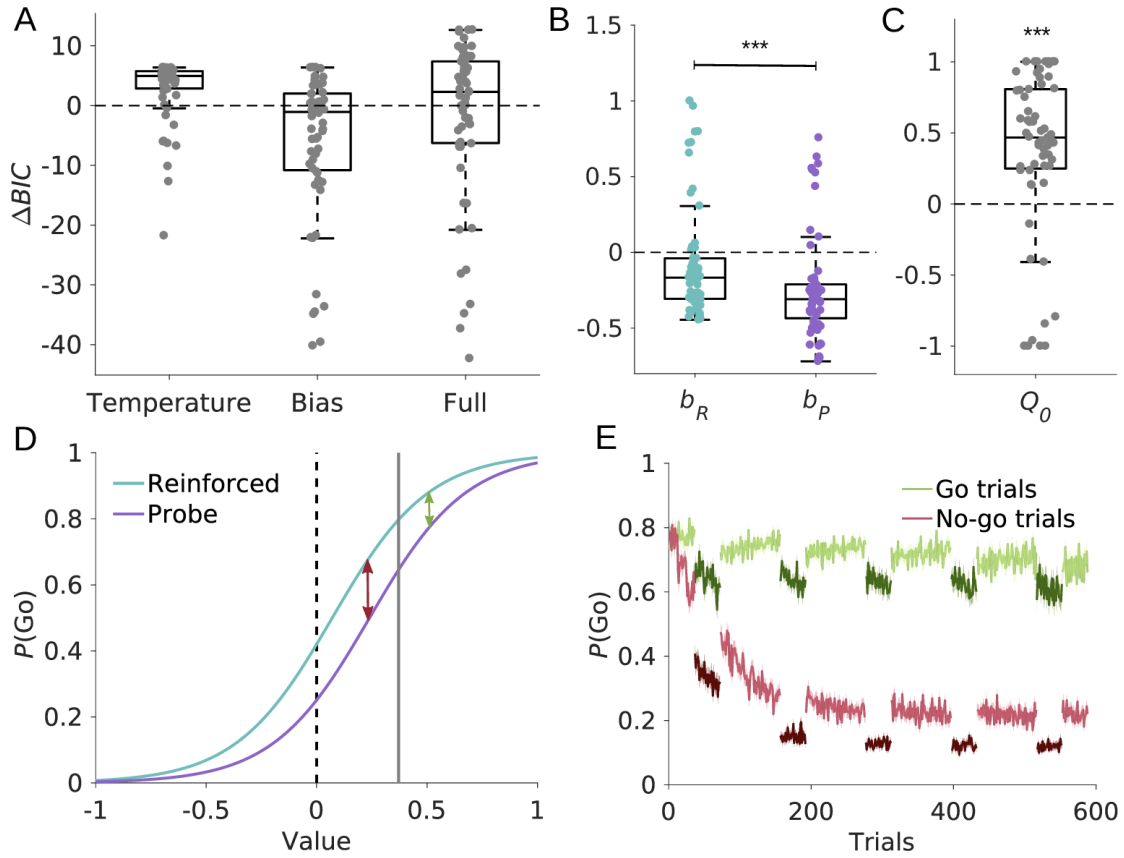 A
ΔBIC
10
0
-10
-20
-30
-40
Temperature
Bias
Full
B
***
1.5
1
0.5
0
-0.5
b_R
b_P
C
***
1
0.5
0
-0.5
-1
Q_0
D
P(Go)
1
0.8
0.6
0.4
0.2
0
Reinforced
Probe
-1
-0.5
0
0.5
1
Value
E
P(Go)
1
0.8
0.6
0.4
0.2
0
Go trials
No-go trials
0
200
400
600
Trials